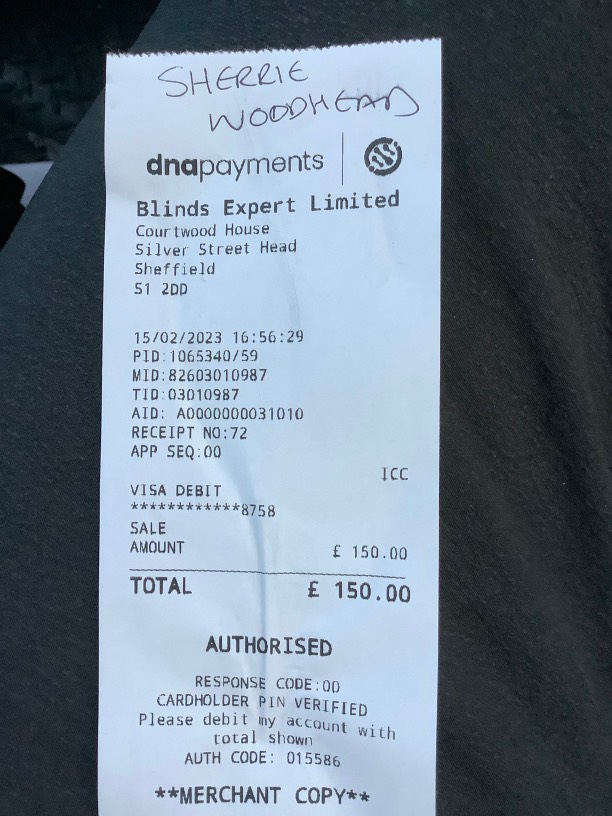 SHERRIE
WOODHEAD
dnapayments
Blinds Expert Limited
Courtwood House
Silver Street Head
Sheffield
S1 2DD
15/02/2023 16:56:29
PID:1065340/59
MID:82603010987
TID:03010987
AID: A0000000031010
RECEIPT NO:72
APP SEQ:00
ICC
VISA DEBIT
************8758
SALE
AMOUNT £ 150.00
TOTAL £ 150.00
AUTHORISED
RESPONSE CODE:00
CARDHOLDER PIN VERIFIED
Please debit my account with
total shown
AUTH CODE: 015586
**MERCHANT COPY**